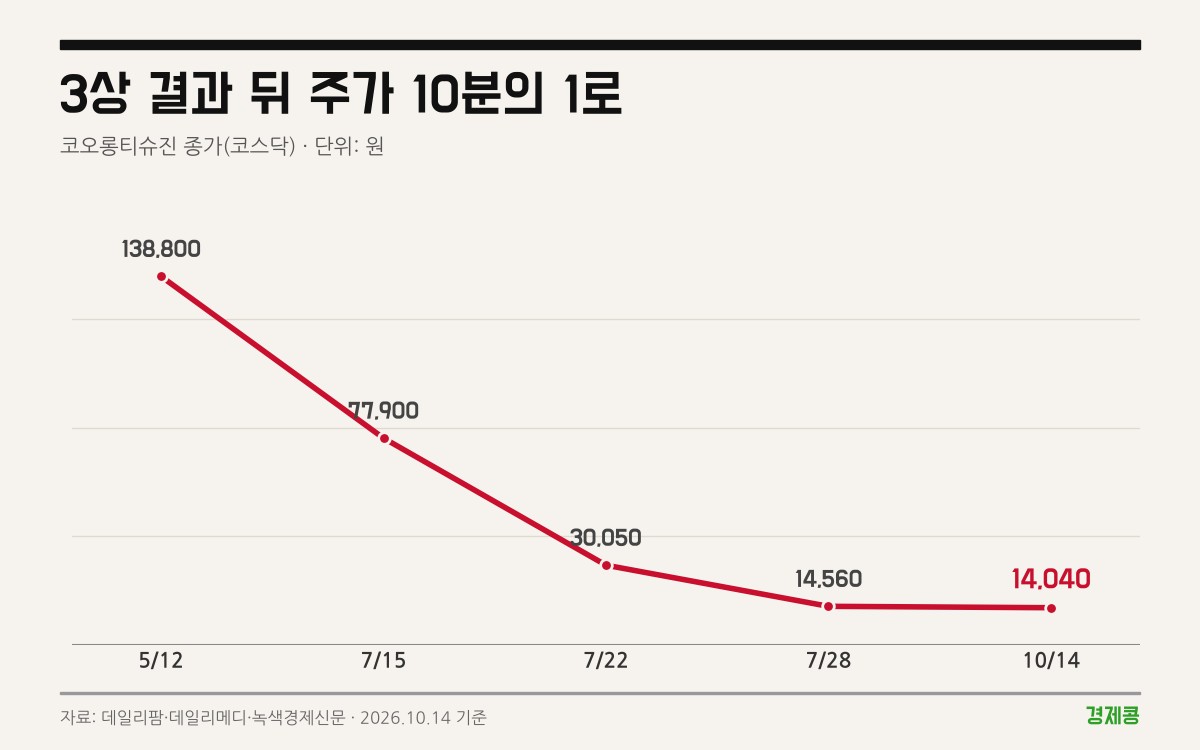 3상 결과 뒤 주가 10분의 1로
코오롱티슈진 종가(코스닥) · 단위: 원
138,800
77,900
30,050
14,560
14,040
5/12
7/15
7/22
7/28
10/14
자료: 데일리팜·데일리메디·녹색경제신문 · 2026.10.14 기준
경제콩